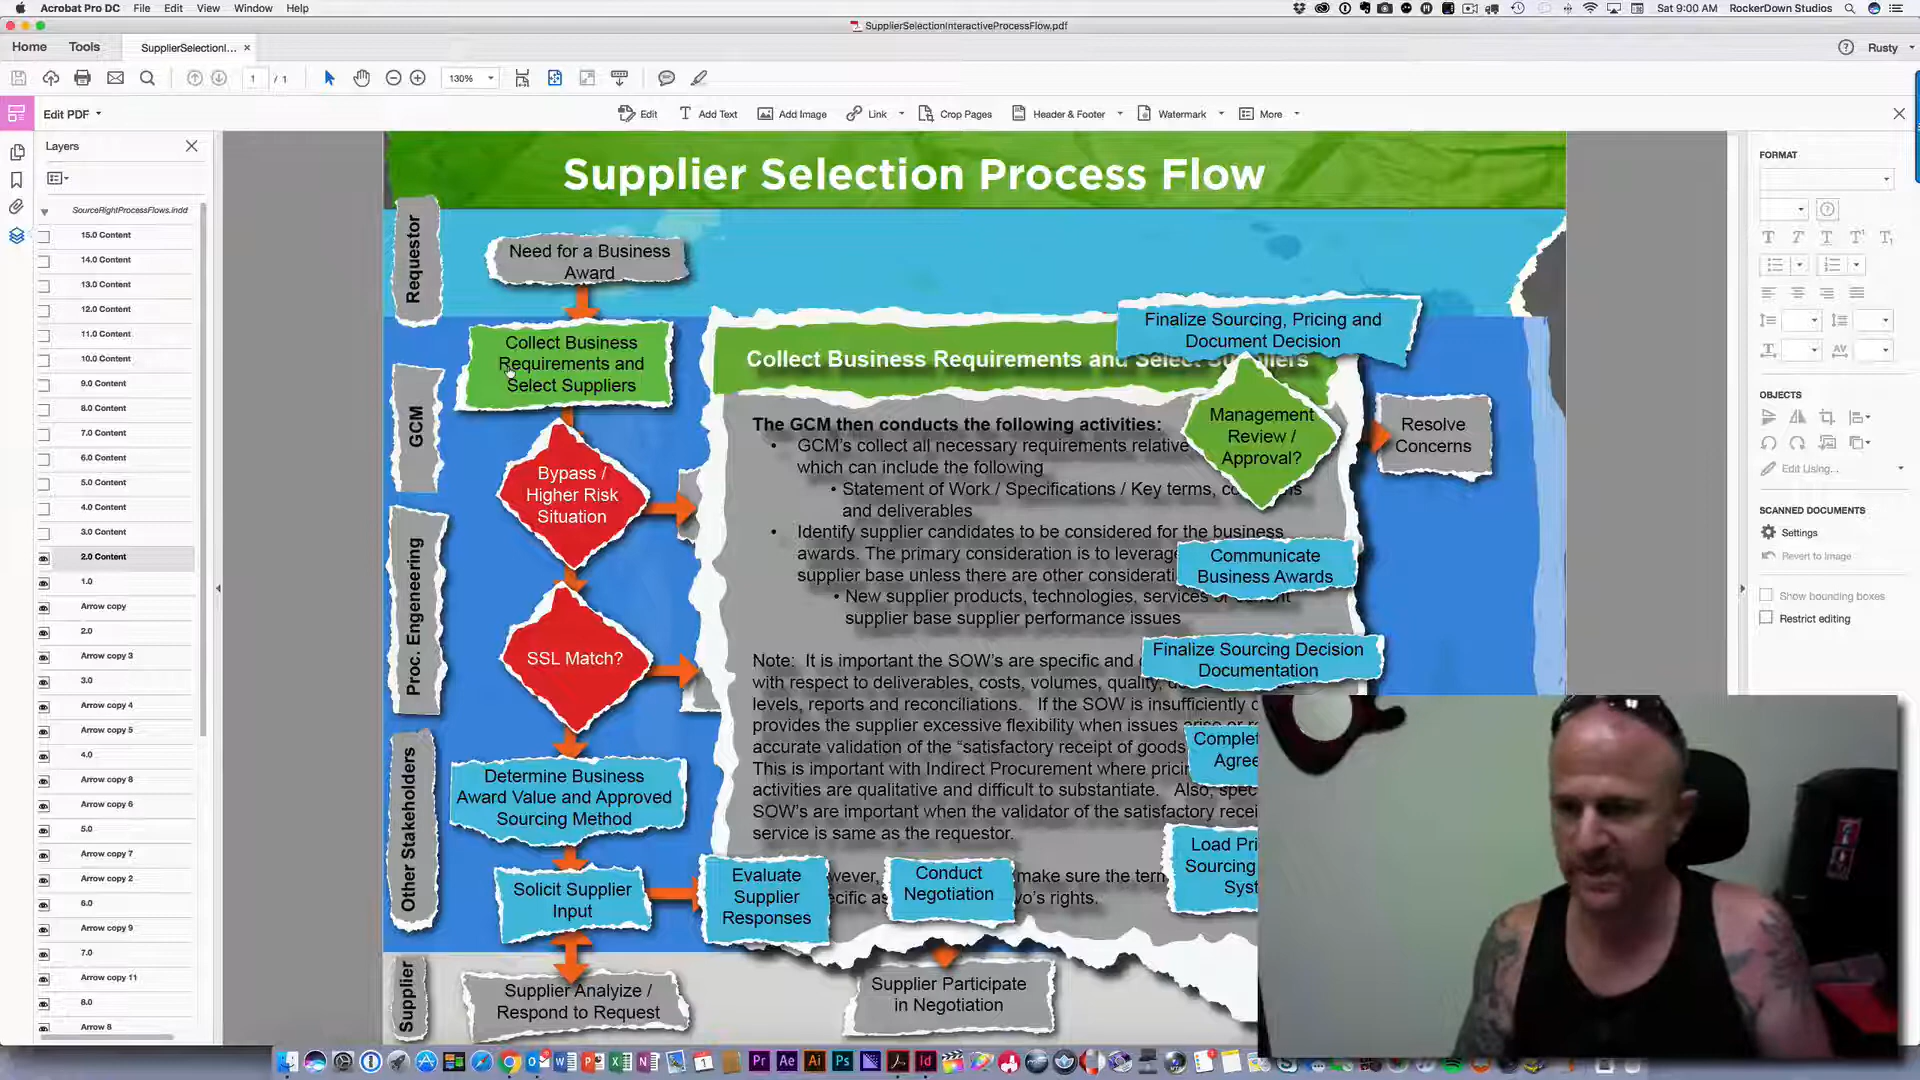 Acrobat Pro DC File Edit View Window Help
Sat 9:00 AM RockerDown Studios
SupplierSelectionInteractiveProcessFlow.pdf
Home Tools SupplierSelectionI... × Rusty
1 / 1 130%
Edit PDF Edit Add Text Add Image Link Crop Pages Header & Footer Watermark More
Layers
SourceRightProcessFlows.indd
15.0 Content
14.0 Content
13.0 Content
12.0 Content
11.0 Content
10.0 Content
9.0 Content
8.0 Content
7.0 Content
6.0 Content
5.0 Content
4.0 Content
3.0 Content
2.0 Content
1.0
Arrow copy
2.0
Arrow copy 3
3.0
Arrow copy 4
Arrow copy 5
4.0
Arrow copy 8
Arrow copy 6
5.0
Arrow copy 7
Arrow copy 2
6.0
Arrow copy 9
7.0
Arrow copy 11
8.0
Arrow 8
Supplier Selection Process Flow
Requestor
GCM
Proc. Engeneering
Other Stakeholders
Supplier
Need for a Business
Award
Collect Business
Requirements and
Select Suppliers
Bypass /
Higher Risk
Situation
SSL Match?
Determine Business
Award Value and Approved
Sourcing Method
Solicit Supplier
Input
Supplier Analyize /
Respond to Request
Collect Business Requirements and Select Suppliers
The GCM then conducts the following activities:
• GCM's collect all necessary requirements relative
which can include the following
• Statement of Work / Specifications / Key terms,
and deliverables
• Identify supplier candidates to be considered for the business
awards. The primary consideration is to leverage
supplier base unless there are other
• New supplier products, technologies, services or current
supplier base supplier performance issues
Note: It is important the SOW's are specific and
with respect to deliverables, costs, volumes, quality,
levels, reports and reconciliations. If the SOW is insufficiently
provides the supplier excessive flexibility when issues arise or
accurate validation of the “satisfactory receipt of goods
This is important with Indirect Procurement where
activities are qualitative and difficult to substantiate. Also,
SOW's are important when the validator of the satisfactory
service is same as the requestor.
make sure the
rights.
Evaluate
Supplier
Responses
Conduct
Negotiation
Supplier Participate
in Negotiation
Finalize Sourcing, Pricing and
Document Decision
Management
Review /
Approval?
Resolve
Concerns
Communicate
Business Awards
Finalize Sourcing Decision
Documentation
Load
Sourcing
FORMAT
OBJECTS
Edit Using...
SCANNED DOCUMENTS
Settings
Revert to Image
Show bounding boxes
Restrict editing